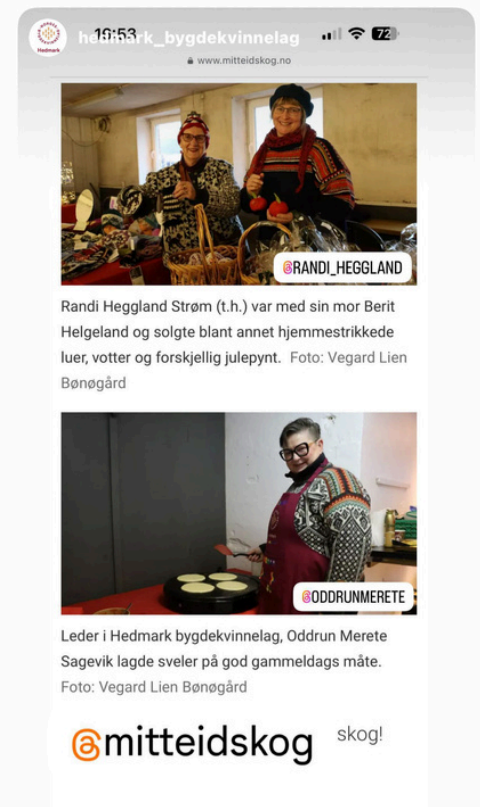 hedmark_bygdekvinnelag
72
www.mitteidskog.no
@RANDI_HEGGLAND
Randi Heggland Strøm (t.h.) var med sin mor Berit
Helgeland og solgte blant annet hjemmestrikkede
luer, votter og forskjellig julepynt. Foto: Vegard Lien
Bønøgård
@ODDRUNMERETE
Leder i Hedmark bygdekvinnelag, Oddrun Merete
Sagevik lagde sveler på god gammeldags måte.
Foto: Vegard Lien Bønøgård
@mitteidskog
skog!